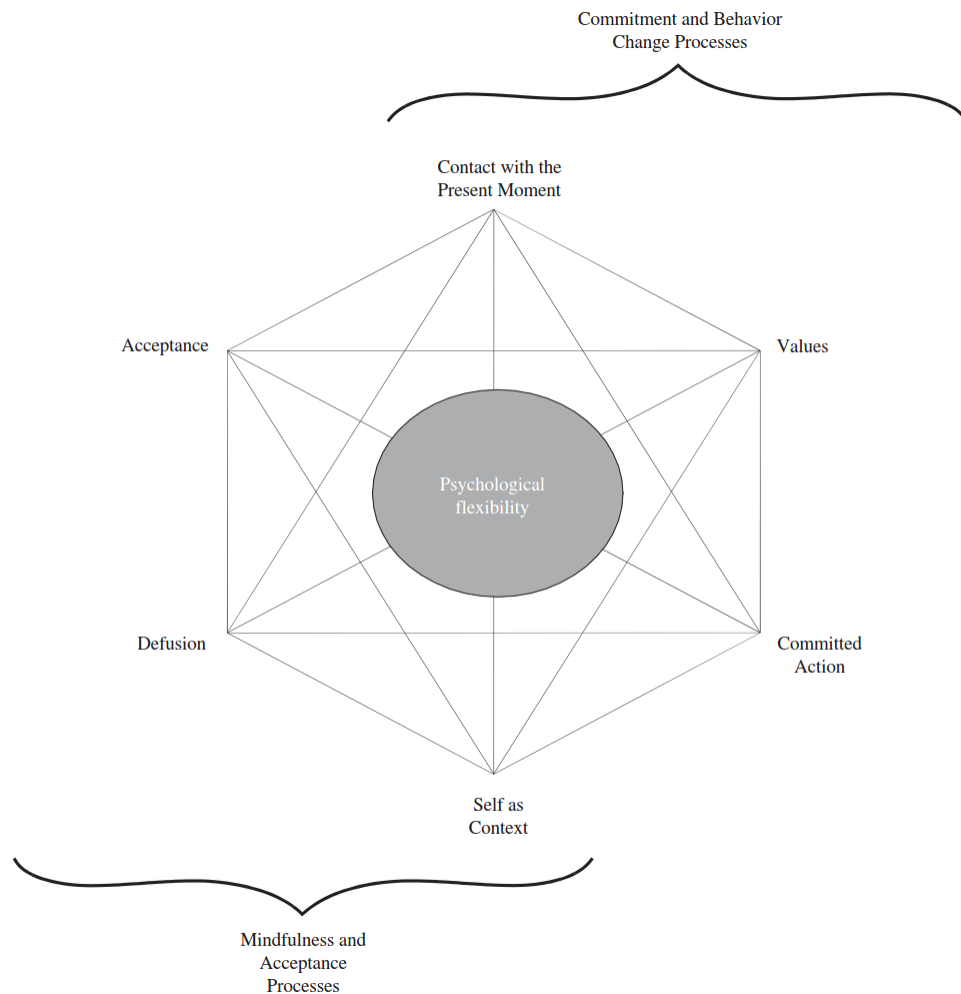 Commitment and Behavior
Change Processes
Contact with the
Present Moment
Acceptance
Values
Psychological
flexibility
Defusion
Committed
Action
Self as
Context
Mindfulness and
Acceptance
Processes